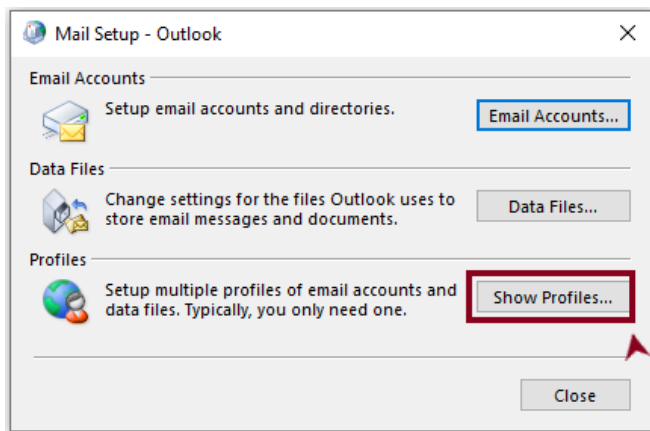 Mail Setup - Outlook
Email Accounts
Setup email accounts and directories.
Email Accounts...
Data Files
Change settings for the files Outlook uses to
store email messages and documents.
Data Files...
Profiles
Setup multiple profiles of email accounts and
data files. Typically, you only need one.
Show Profiles...
Close